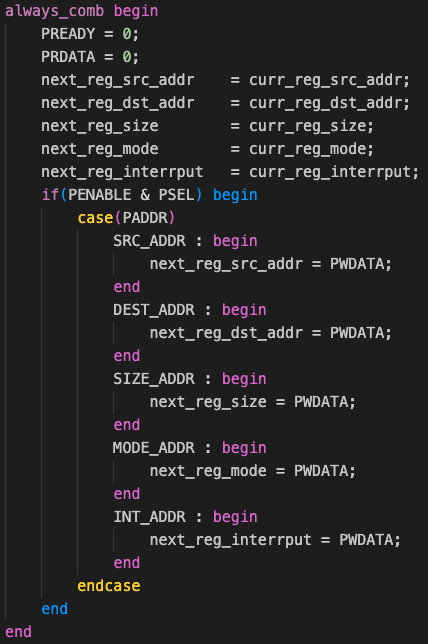 always_comb begin
    PREADY = 0;
    PRDATA = 0;
    next_reg_src_addr    = curr_reg_src_addr;
    next_reg_dst_addr    = curr_reg_dst_addr;
    next_reg_size        = curr_reg_size;
    next_reg_mode        = curr_reg_mode;
    next_reg_interrput   = curr_reg_interrput;
    if(PENABLE & PSEL) begin
        case(PADDR)
            SRC_ADDR : begin
                next_reg_src_addr = PWDATA;
            end
            DEST_ADDR : begin
                next_reg_dst_addr = PWDATA;
            end
            SIZE_ADDR : begin
                next_reg_size = PWDATA;
            end
            MODE_ADDR : begin
                next_reg_mode = PWDATA;
            end
            INT_ADDR : begin
                next_reg_interrput = PWDATA;
            end
        endcase
    end
end